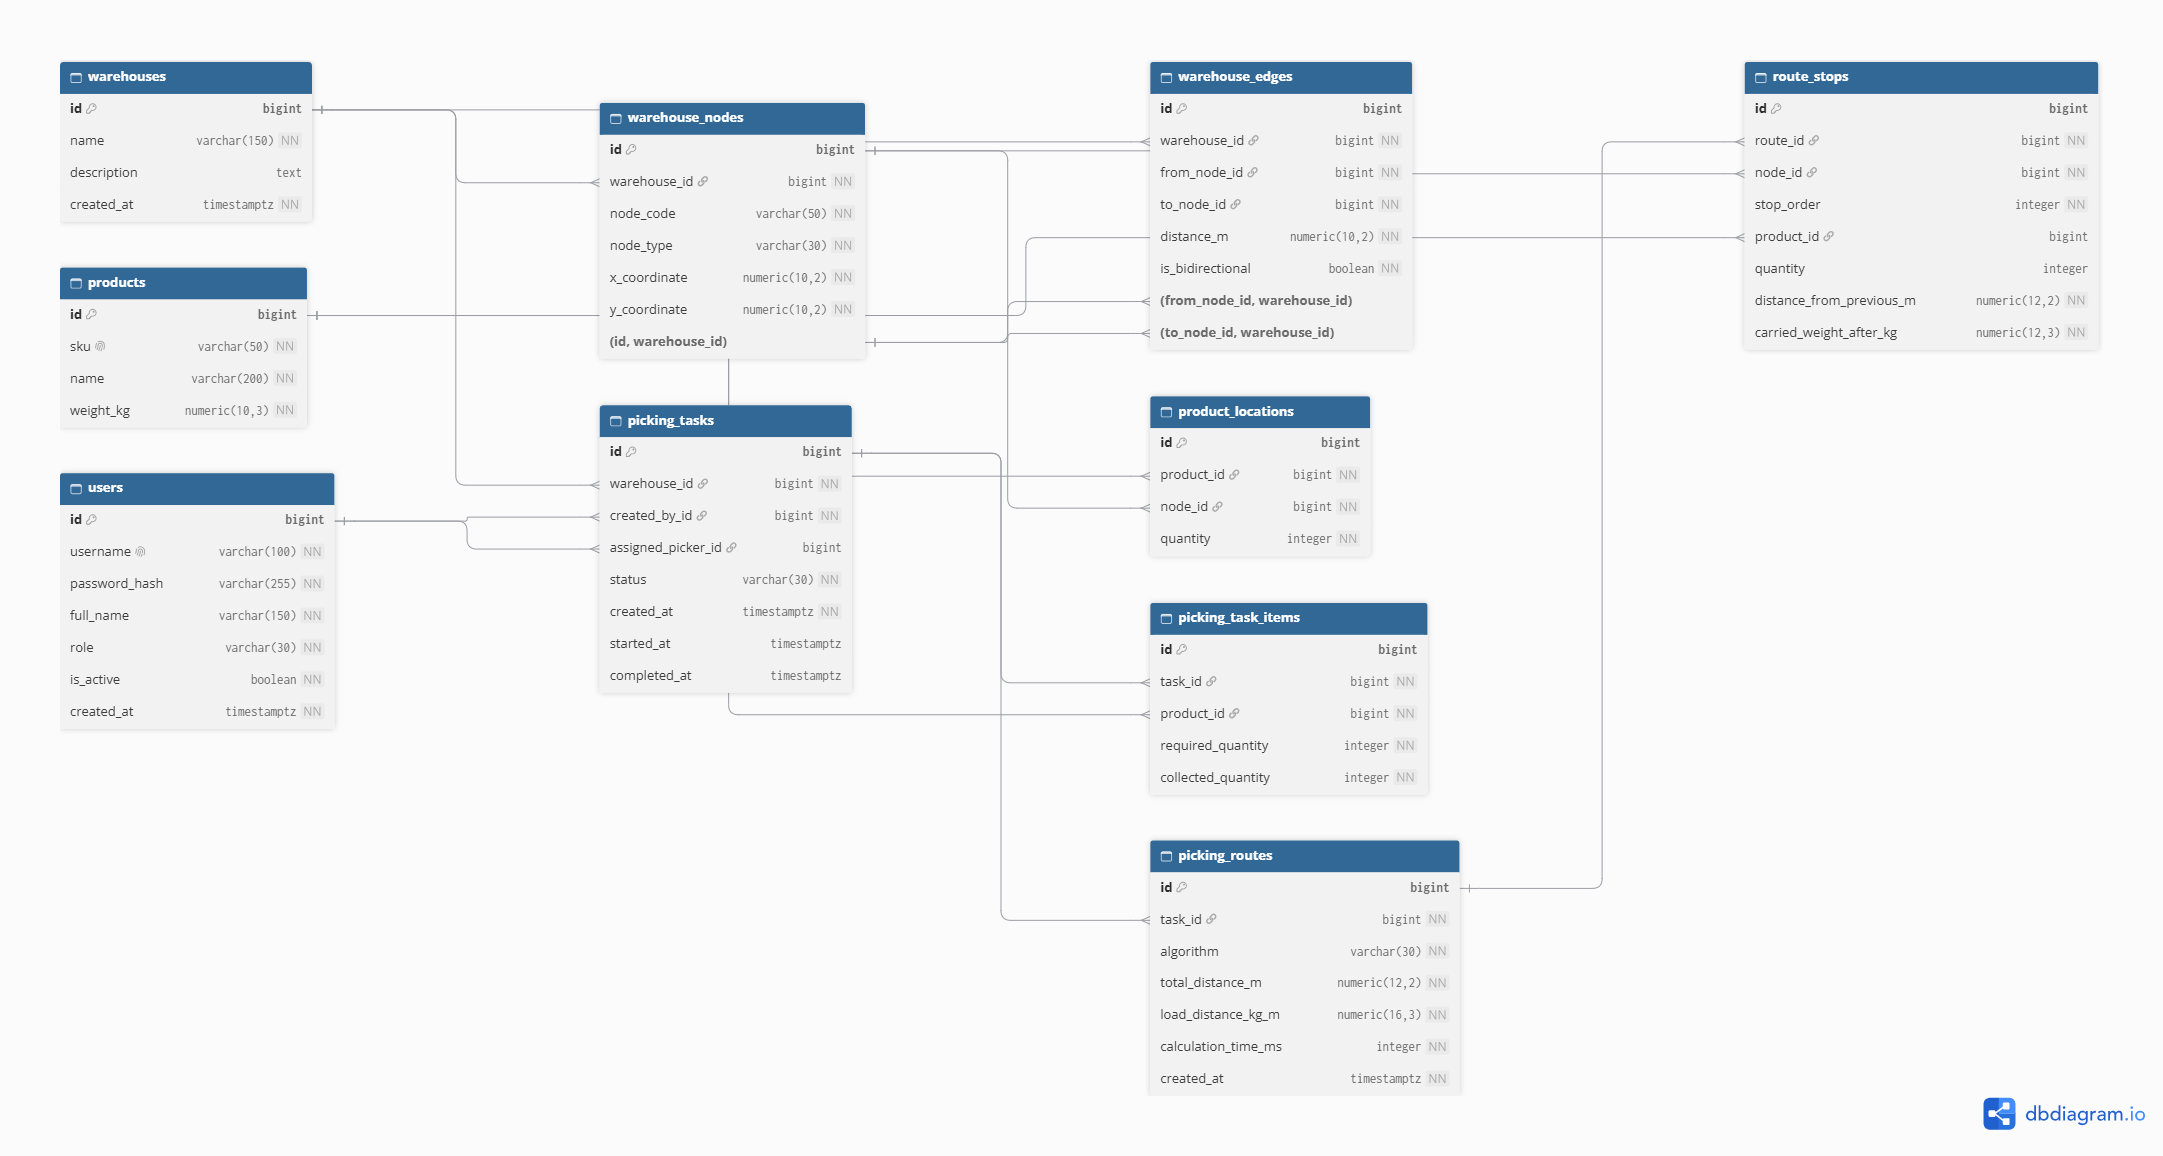 warehouses
id bigint
name varchar(150) NN
description text
created_at timestamptz NN
products
id bigint
sku varchar(50) NN
name varchar(200) NN
weight_kg numeric(10,3) NN
users
id bigint
username varchar(100) NN
password_hash varchar(255) NN
full_name varchar(150) NN
role varchar(30) NN
is_active boolean NN
created_at timestamptz NN
warehouse_nodes
id bigint
warehouse_id bigint NN
node_code varchar(50) NN
node_type varchar(30) NN
x_coordinate numeric(10,2) NN
y_coordinate numeric(10,2) NN
(id, warehouse_id)
picking_tasks
id bigint
warehouse_id bigint NN
created_by_id bigint NN
assigned_picker_id bigint
status varchar(30) NN
created_at timestamptz NN
started_at timestamptz
completed_at timestamptz
warehouse_edges
id bigint
warehouse_id bigint NN
from_node_id bigint NN
to_node_id bigint NN
distance_m numeric(10,2) NN
is_bidirectional boolean NN
(from_node_id, warehouse_id)
(to_node_id, warehouse_id)
product_locations
id bigint
product_id bigint NN
node_id bigint NN
quantity integer NN
picking_task_items
id bigint
task_id bigint NN
product_id bigint NN
required_quantity integer NN
collected_quantity integer NN
picking_routes
id bigint
task_id bigint NN
algorithm varchar(30) NN
total_distance_m numeric(12,2) NN
load_distance_kg_m numeric(16,3) NN
calculation_time_ms integer NN
created_at timestamptz NN
route_stops
id bigint
route_id bigint NN
node_id bigint NN
stop_order integer NN
product_id bigint
quantity integer
distance_from_previous_m numeric(12,2) NN
carried_weight_after_kg numeric(12,3) NN
dbdiagram.io